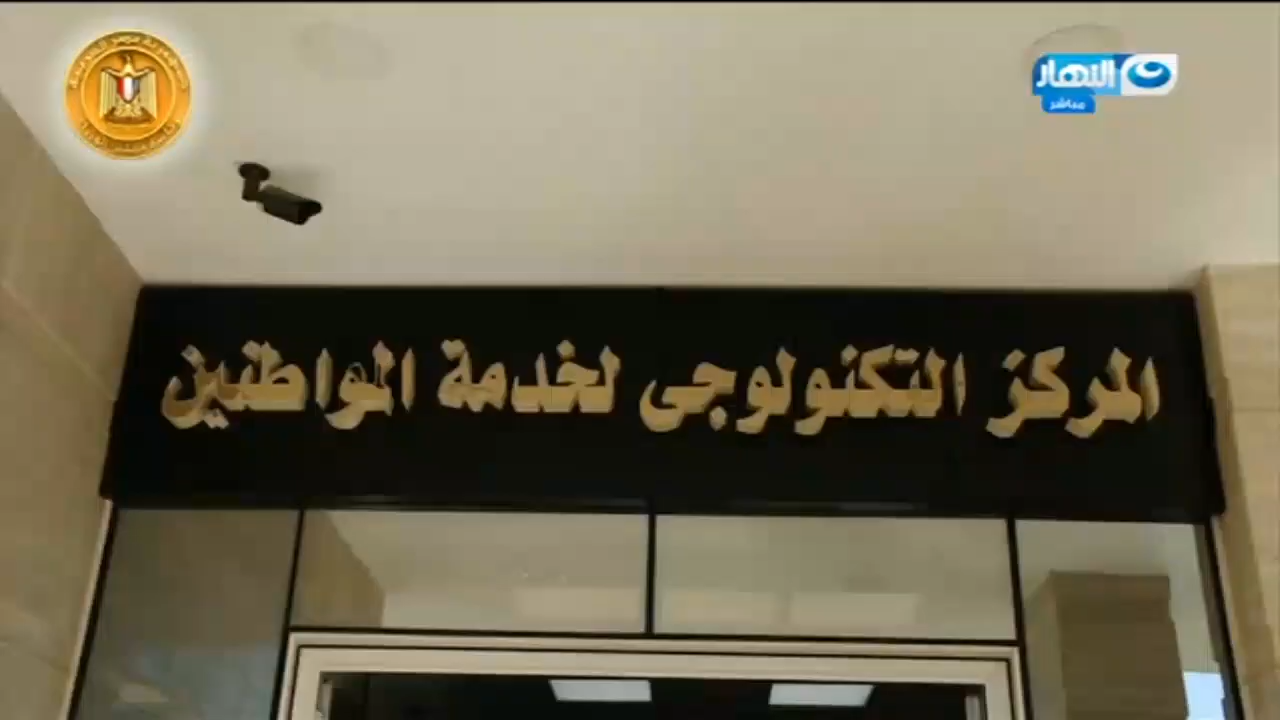 النهار
مباشر
المركز التكنولوجى لخدمة المواطنين